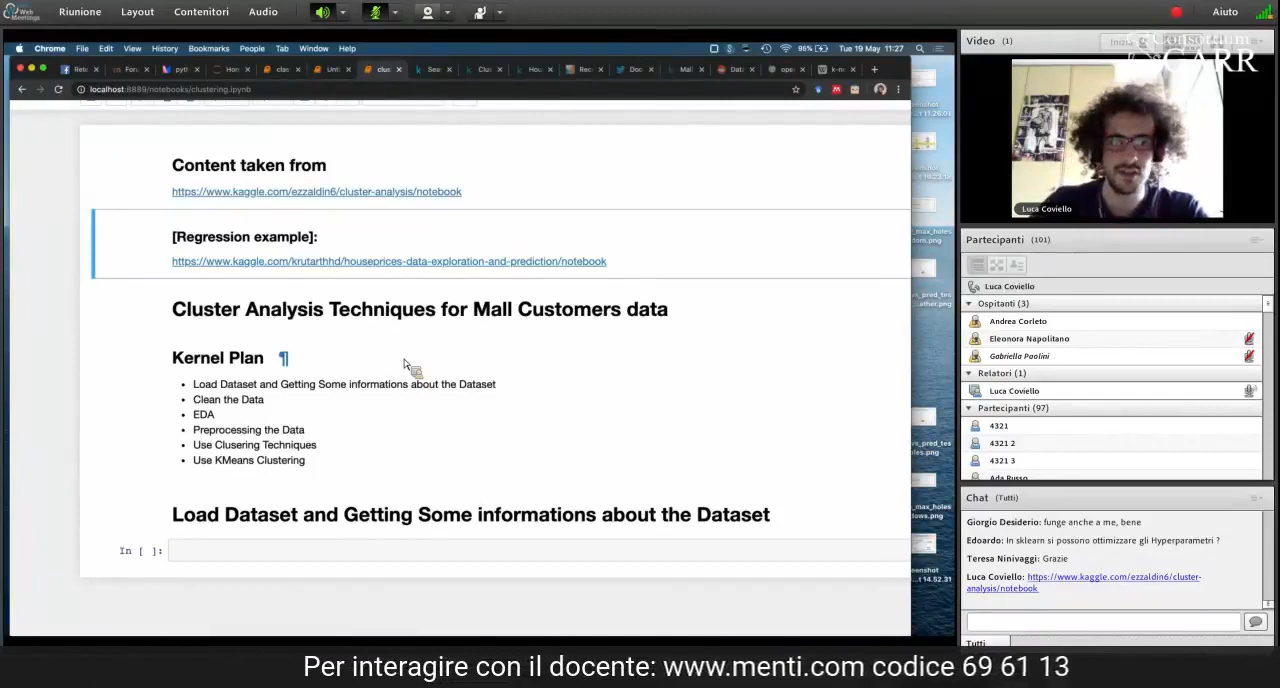 Web Meetings
Riunione Layout Contenitori Audio
Aiuto
Chrome File Edit View History Bookmarks People Tab Window Help
95% Tue 19 May 11:27
localhost:8889/notebooks/clustering.ipynb
Content taken from
https://www.kaggle.com/ezzaldin6/cluster-analysis/notebook
[Regression example]:
https://www.kaggle.com/krutarthhd/houseprices-data-exploration-and-prediction/notebook
Cluster Analysis Techniques for Mall Customers data
Kernel Plan ¶
• Load Dataset and Getting Some informations about the Dataset
• Clean the Data
• EDA
• Preprocessing the Data
• Use Clusering Techniques
• Use KMeans Clustering
Load Dataset and Getting Some informations about the Dataset
In [ ]:
Video (1)
Consortium
GARR
Luca Coviello
Partecipanti (101)
Luca Coviello
Ospitanti (3)
Andrea Corleto
Eleonora Napolitano
Gabriella Paolini
Relatori (1)
Luca Coviello
Partecipanti (97)
4321
4321 2
4321 3
Ada Russo
Chat (Tutti)
Giorgio Desiderio: funge anche a me, bene
Edoardo: In sklearn si possono ottimizzare gli Hyperparametri ?
Teresa Ninivaggi: Grazie
Luca Coviello: https://www.kaggle.com/ezzaldin6/cluster-
analysis/notebook
Tutti
Per interagire con il docente: www.menti.com codice 69 61 13